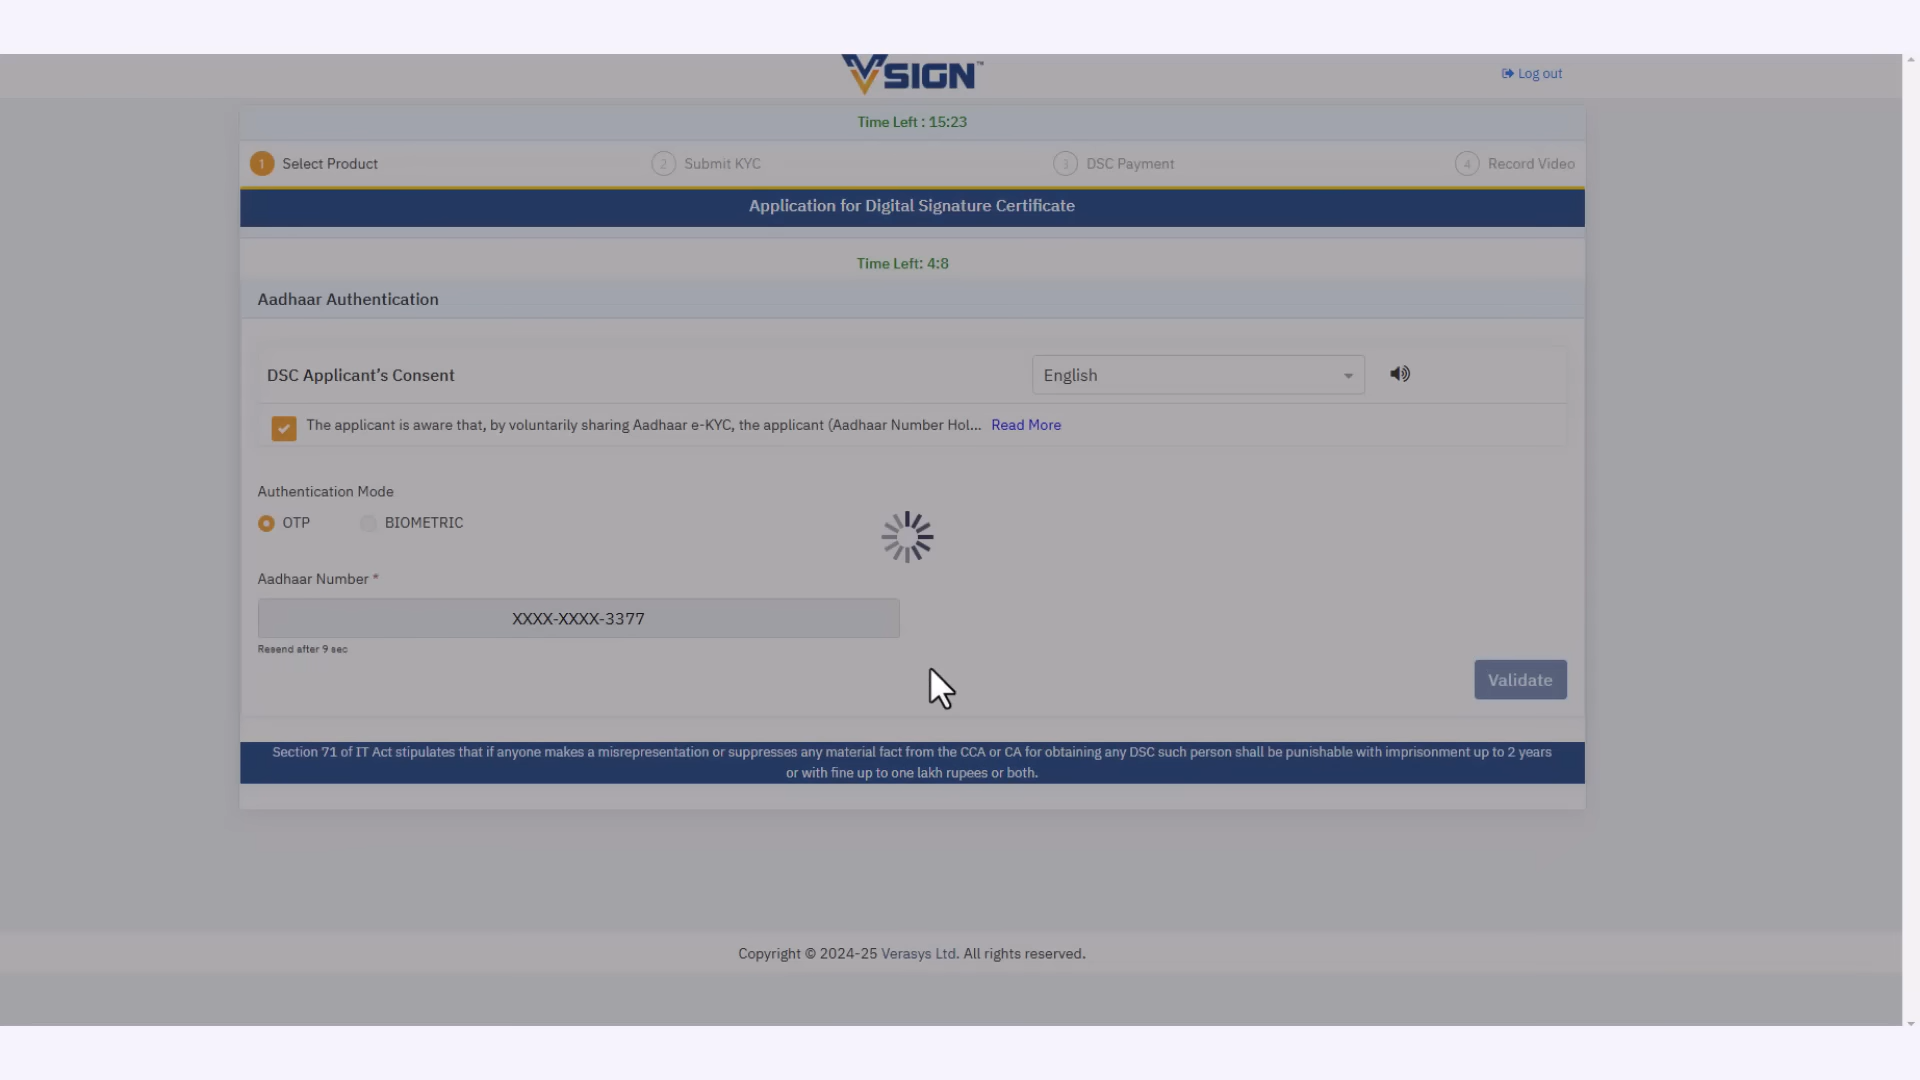 VSIGN™
Log out
Time Left : 15:23
1 Select Product
2 Submit KYC
3 DSC Payment
4 Record Video
Application for Digital Signature Certificate
Time Left: 4:8
Aadhaar Authentication
DSC Applicant’s Consent
English
The applicant is aware that, by voluntarily sharing Aadhaar e-KYC, the applicant (Aadhaar Number Hol... Read More
Authentication Mode
OTP
BIOMETRIC
Aadhaar Number *
XXXX-XXXX-3377
Resend after 9 sec
Validate
Section 71 of IT Act stipulates that if anyone makes a misrepresentation or suppresses any material fact from the CCA or CA for obtaining any DSC such person shall be punishable with imprisonment up to 2 years
or with fine up to one lakh rupees or both.
Copyright © 2024-25 Verasys Ltd. All rights reserved.